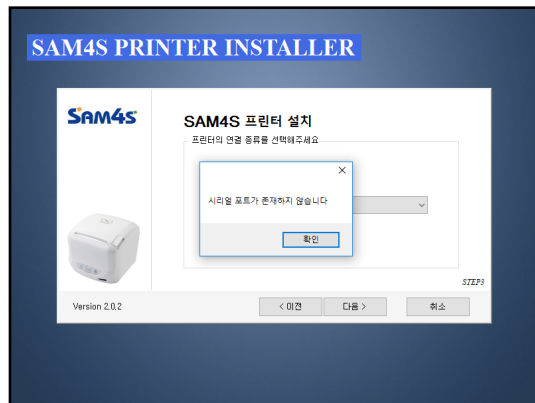 SAM4S PRINTER INSTALLER
SAM4S
SAM4S 프린터 설치
프린터의 연결 종류를 선택해주세요
시리얼 포트가 존재하지 않습니다
확인
STEP3
Version 2,0,2
< 이전
다음 >
취소